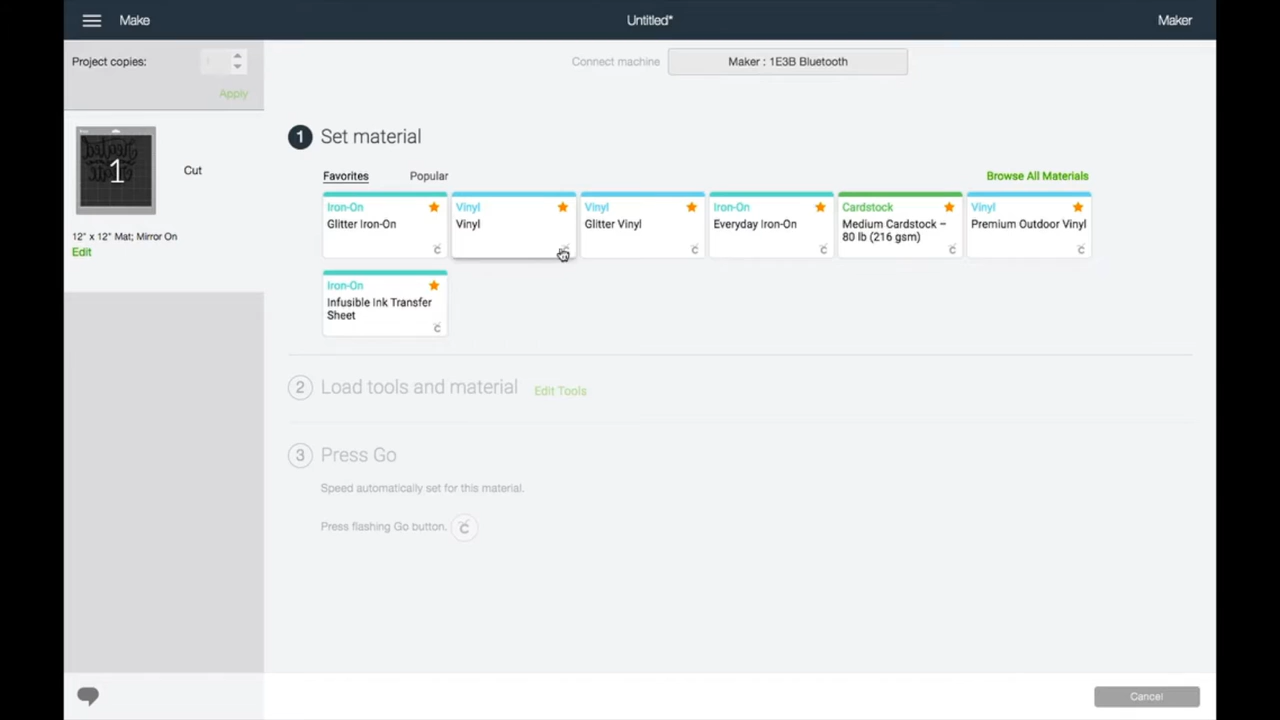 Make
Untitled*
Maker
Project copies:
Apply
Connect machine
Maker : 1E3B Bluetooth
1
Cut
12" x 12" Mat; Mirror On
Edit
1 Set material
Favorites
Popular
Browse All Materials
Iron-On
Glitter Iron-On
Vinyl
Vinyl
Vinyl
Glitter Vinyl
Iron-On
Everyday Iron-On
Cardstock
Medium Cardstock –
80 lb (216 gsm)
Vinyl
Premium Outdoor Vinyl
Iron-On
Infusible Ink Transfer
Sheet
2 Load tools and material
Edit Tools
3 Press Go
Speed automatically set for this material.
Press flashing Go button.
Cancel